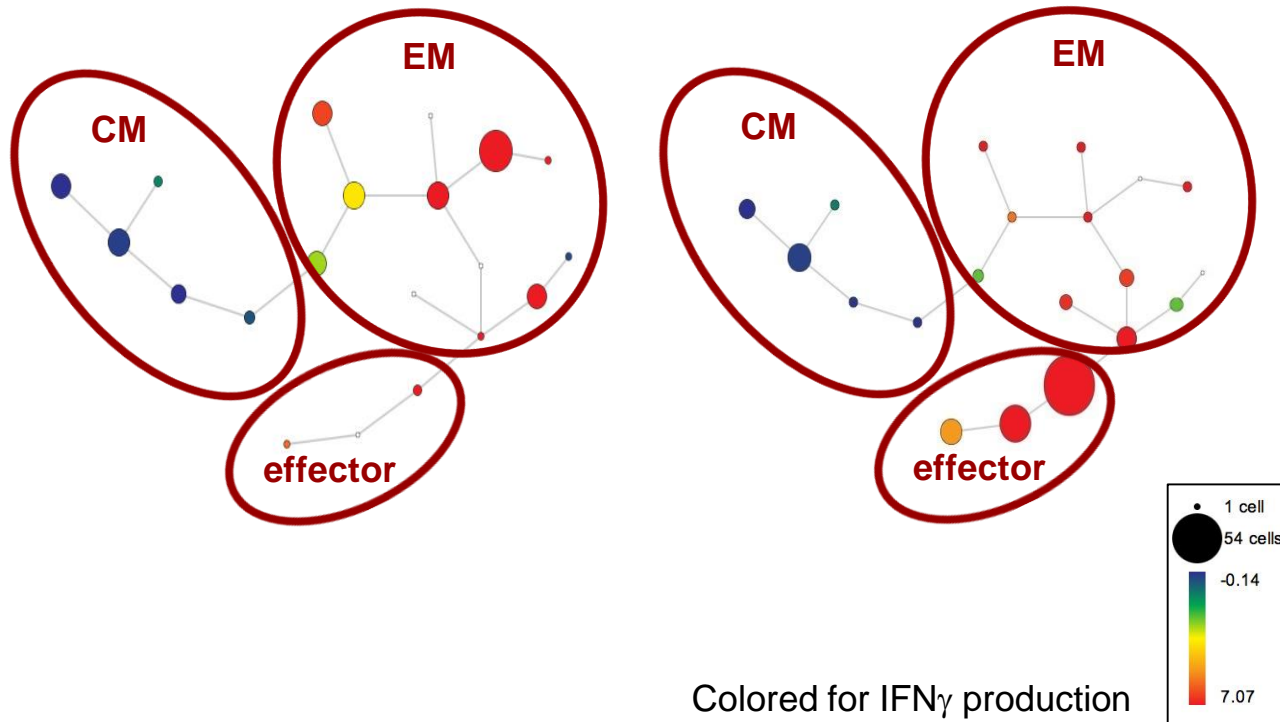 EM
CM
effector
EM
CM
effector
1 cell
54 cells
-0.14
7.07
Colored for IFNγ production